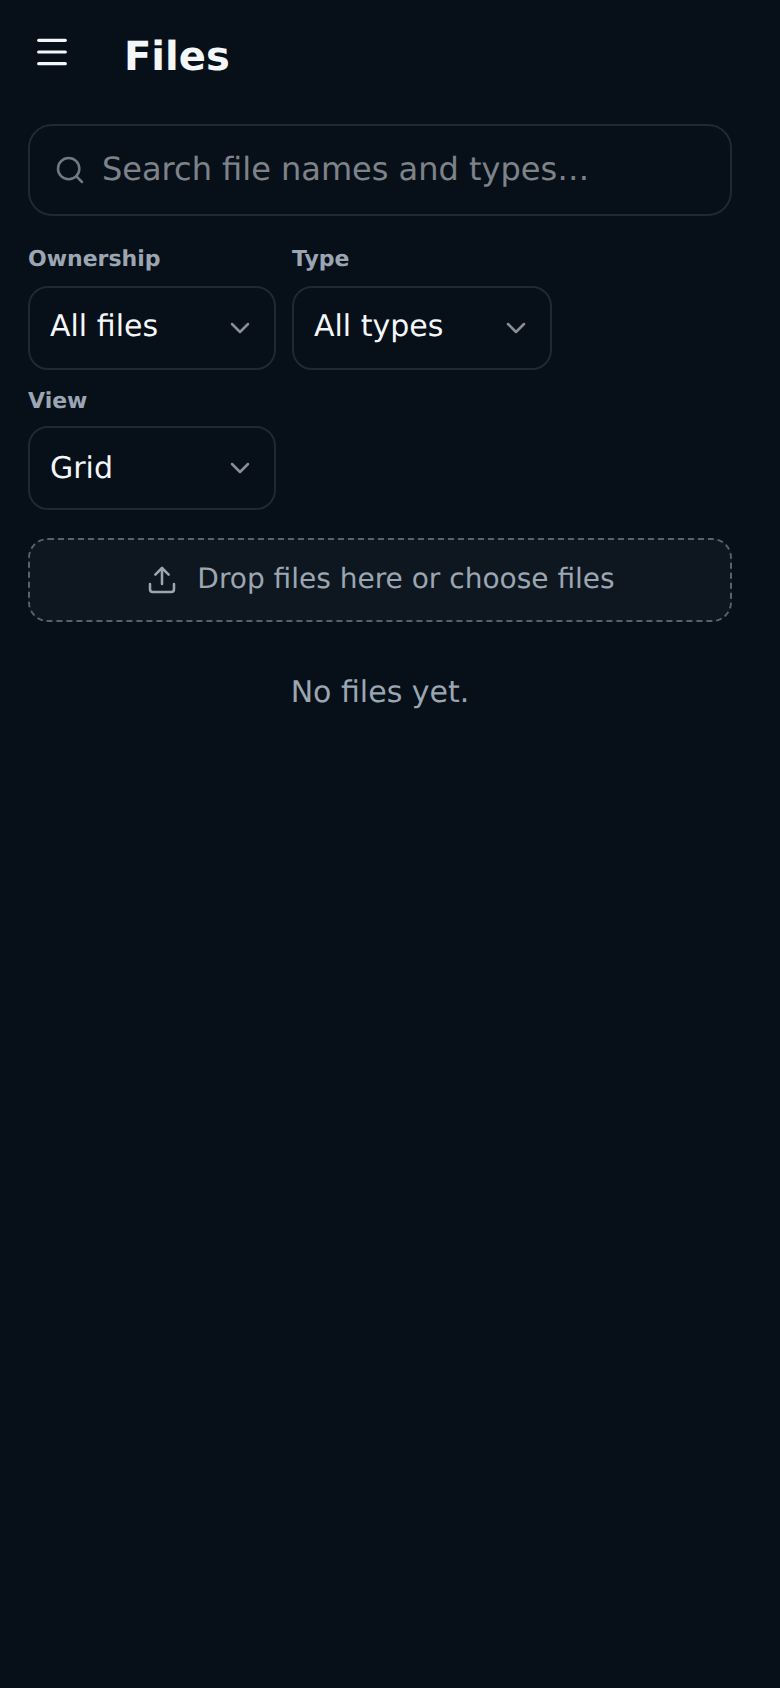 Files
Search file names and types...
Ownership
Type
All files
All types
View
Grid
Drop files here or choose files
No files yet.